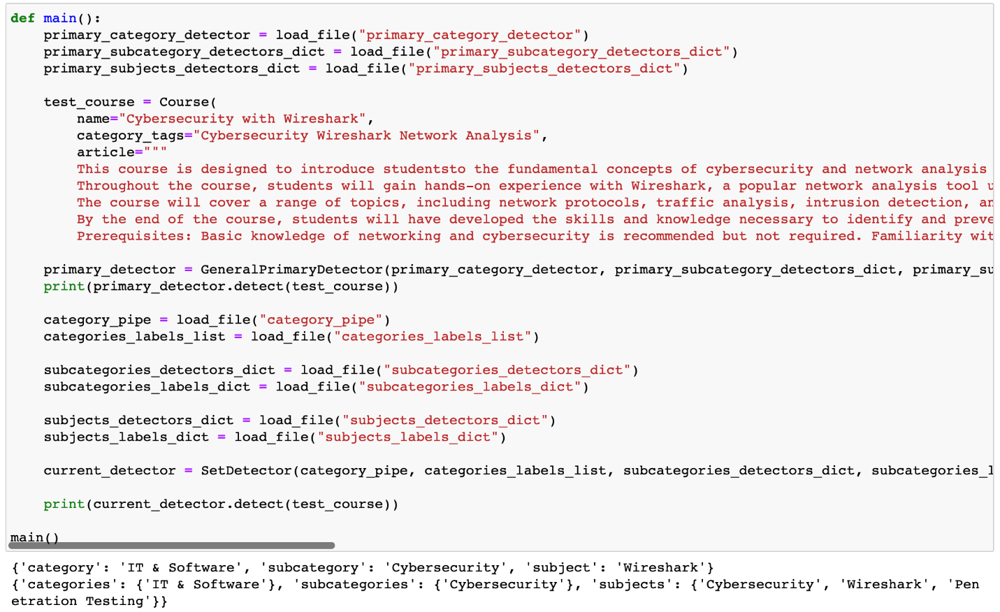 def main():
    primary_category_detector = load_file("primary_category_detector")
    primary_subcategory_detectors_dict = load_file("primary_subcategory_detectors_dict")
    primary_subjects_detectors_dict = load_file("primary_subjects_detectors_dict")
    test_course = Course(
        name="Cybersecurity with Wireshark",
        category_tags="Cybersecurity Wireshark Network Analysis",
        article="""
        This course is designed to introduce studentsto the fundamental concepts of cybersecurity and network analysis
        Throughout the course, students will gain hands-on experience with Wireshark, a popular network analysis tool
        The course will cover a range of topics, including network protocols, traffic analysis, intrusion detection,
        By the end of the course, students will have developed the skills and knowledge necessary to identify and
        Prerequisites: Basic knowledge of networking and cybersecurity is recommended but not required. Familiarity
    primary_detector = GeneralPrimaryDetector(primary_category_detector, primary_subcategory_detectors_dict, primary_su
    print(primary_detector.detect(test_course))
    category_pipe = load_file("category_pipe")
    categories_labels_list = load_file("categories_labels_list")
    subcategories_detectors_dict = load_file("subcategories_detectors_dict")
    subcategories_labels_dict = load_file("subcategories_labels_dict")
    subjects_detectors_dict = load_file("subjects_detectors_dict")
    subjects_labels_dict = load_file("subjects_labels_dict")
    current_detector = SetDetector(category_pipe, categories_labels_list, subcategories_detectors_dict, subcategories_l
    print(current_detector.detect(test_course))
main()
{'category': 'IT & Software', 'subcategory': 'Cybersecurity', 'subject': 'Wireshark'}
{'categories': {'IT & Software'}, 'subcategories': {'Cybersecurity'}, 'subjects': {'Cybersecurity', 'Wireshark', 'Pen
etration Testing'}}